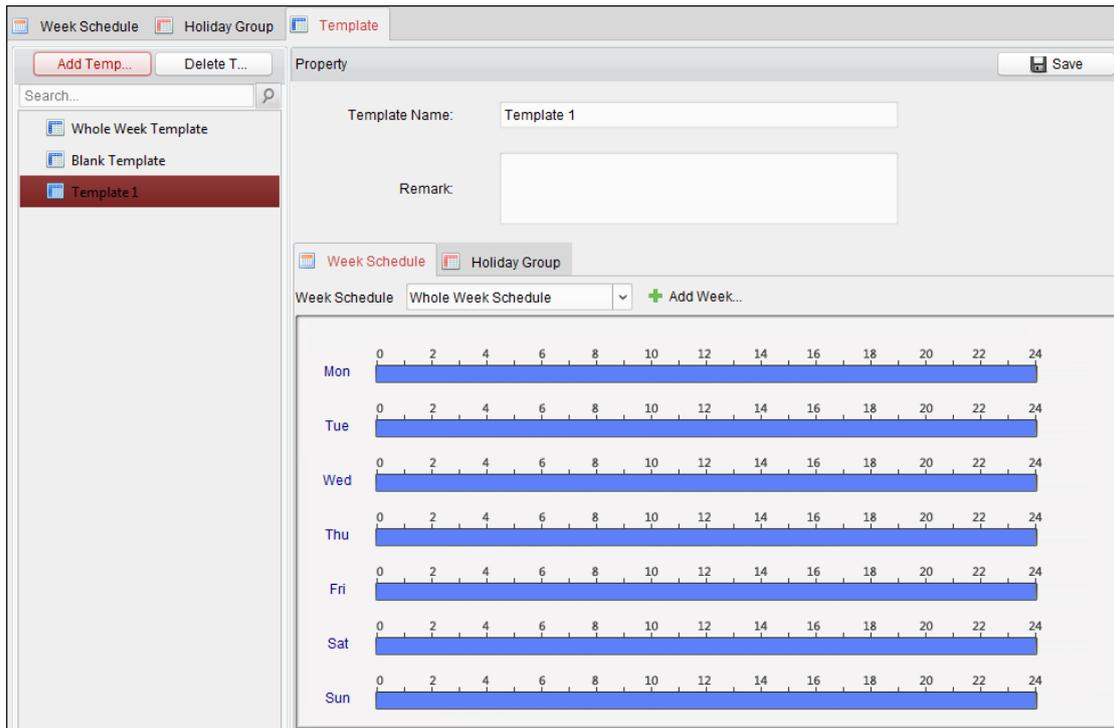 Week Schedule Holiday Group Template
Add Temp... Delete T... Property Save
Search...
Template Name: Template 1
Whole Week Template
Blank Template
Template 1
Remark:
Week Schedule Holiday Group
Week Schedule Whole Week Schedule Add Week...
0 2 4 6 8 10 12 14 16 18 20 22 24
Mon
0 2 4 6 8 10 12 14 16 18 20 22 24
Tue
0 2 4 6 8 10 12 14 16 18 20 22 24
Wed
0 2 4 6 8 10 12 14 16 18 20 22 24
Thu
0 2 4 6 8 10 12 14 16 18 20 22 24
Fri
0 2 4 6 8 10 12 14 16 18 20 22 24
Sat
0 2 4 6 8 10 12 14 16 18 20 22 24
Sun